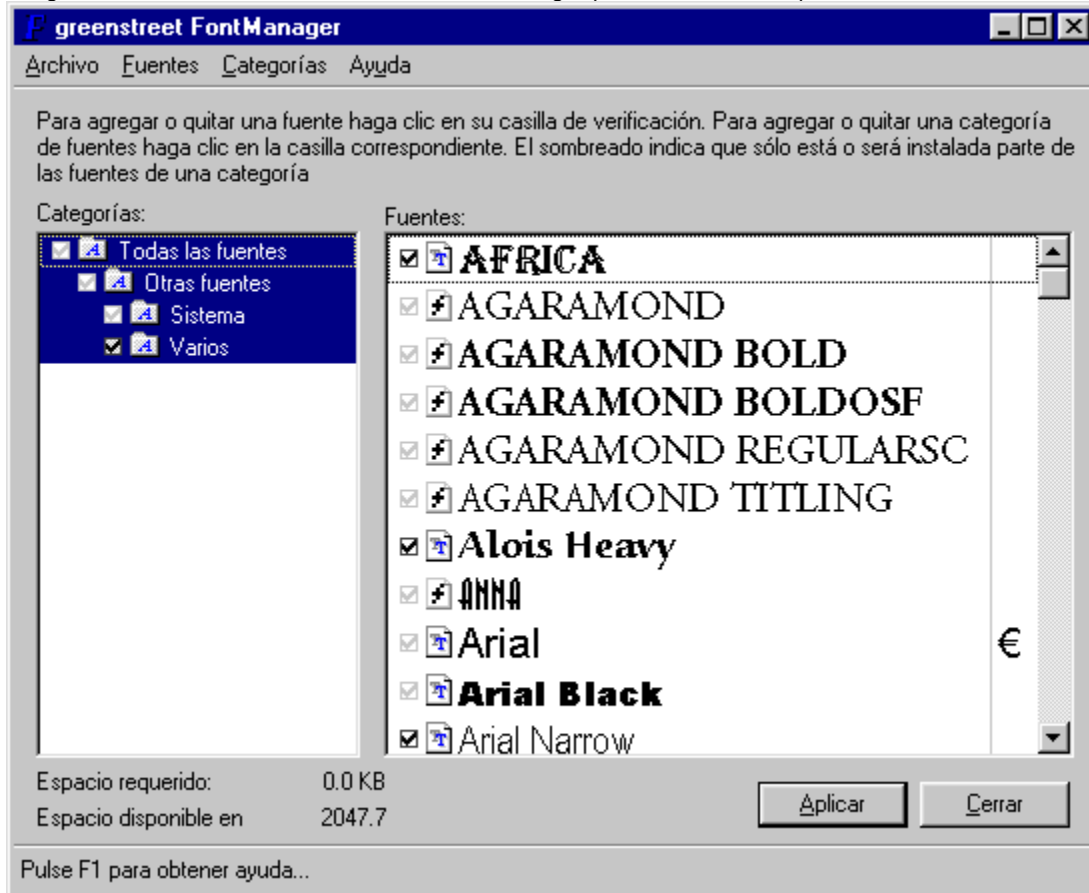 greenstreet FontManager
Archivo Fuentes Categorías Ayuda
Para agregar o quitar una fuente haga clic en su casilla de verificación. Para agregar o quitar una categoría
de fuentes haga clic en la casilla correspondiente. El sombreado indica que sólo está o será instalada parte de
las fuentes de una categoría
Categorías:
Todas las fuentes
Otras fuentes
Sistema
Varios
Fuentes:
AFRICA
AGARAMOND
AGARAMOND BOLD
AGARAMOND BOLDOSF
AGARAMOND REGULARSC
AGARAMOND TITLING
Alois Heavy
ANNA
Arial €
Arial Black
Arial Narrow
Espacio requerido: 0.0 KB
Espacio disponible en 2047.7
Aplicar Cerrar
Pulse F1 para obtener ayuda...